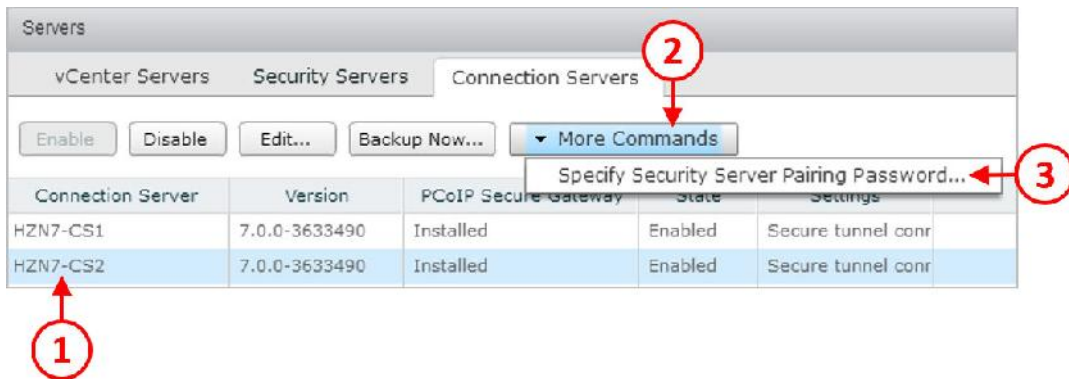 Servers
2
vCenter Servers Security Servers Connection Servers
Enable Disable Edit... Backup Now... More Commands
Specify Security Server Pairing Password... 3
Connection Server Version PCoIP Secure Gateway State Settings
HZN7-CS1 7.0.0-3633490 Installed Enabled Secure tunnel conr
HZN7-CS2 7.0.0-3633490 Installed Enabled Secure tunnel conr
1